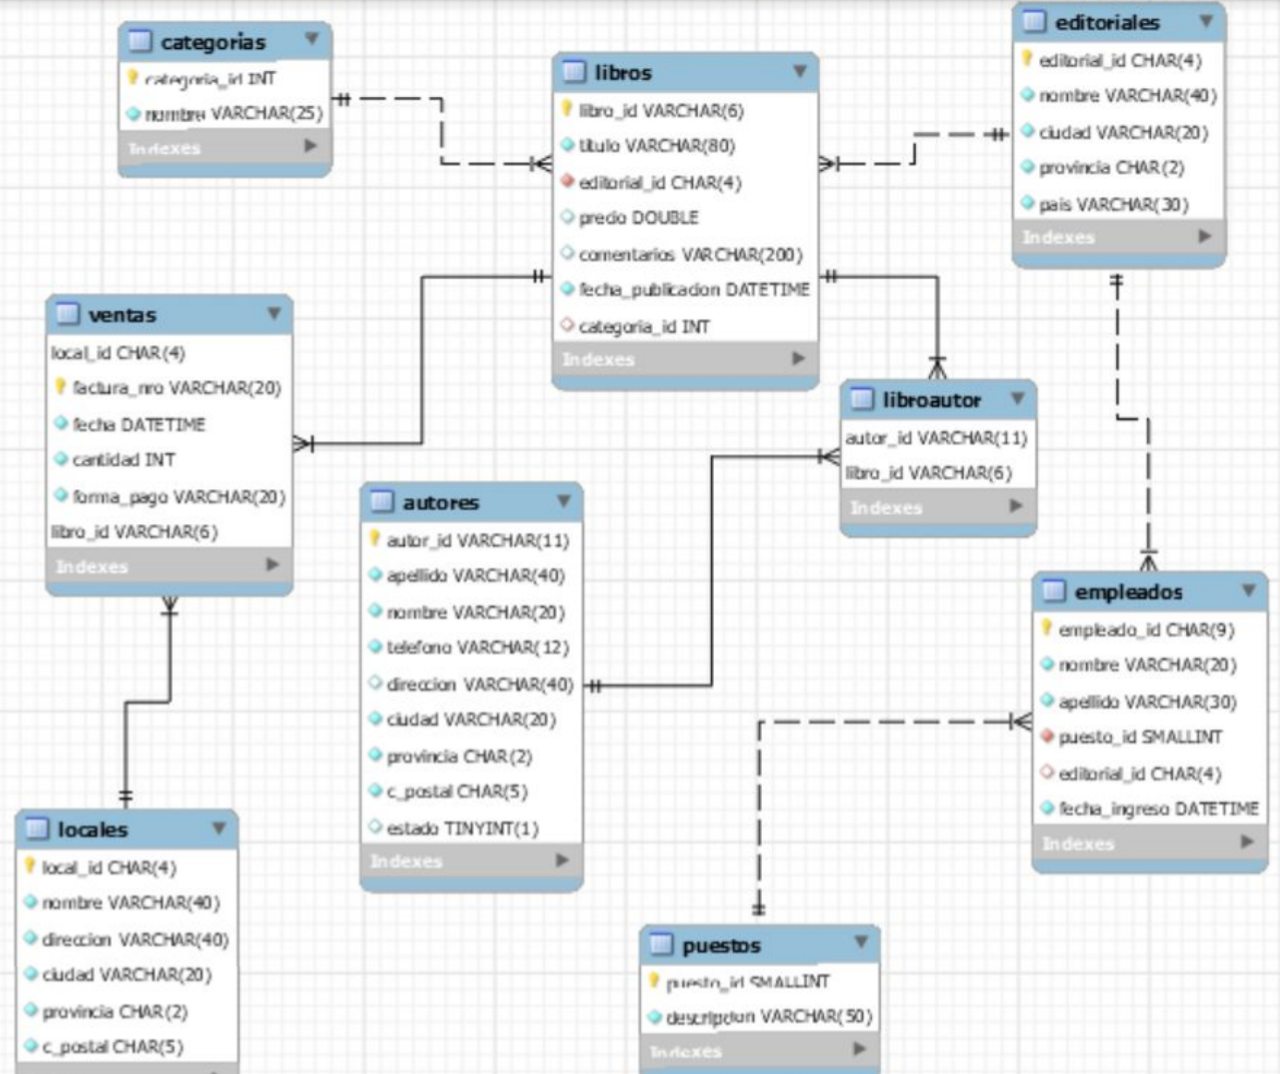 categorias
categoria_id INT
nombre VARCHAR(25)
Indexes
libros
libro_id VARCHAR(6)
titulo VARCHAR(80)
editorial_id CHAR(4)
precio DOUBLE
comentarios VARCHAR(200)
fecha_publicacion DATETIME
categoria_id INT
Indexes
editoriales
editorial_id CHAR(4)
nombre VARCHAR(40)
ciudad VARCHAR(20)
provincia CHAR(2)
pais VARCHAR(30)
Indexes
ventas
local_id CHAR(4)
factura_nro VARCHAR(20)
fecha DATETIME
cantidad INT
forma_pago VARCHAR(20)
libro_id VARCHAR(6)
Indexes
libroautor
autor_id VARCHAR(11)
libro_id VARCHAR(6)
Indexes
autores
autor_id VARCHAR(11)
apellido VARCHAR(40)
nombre VARCHAR(20)
telefono VARCHAR(12)
direccion VARCHAR(40)
ciudad VARCHAR(20)
provincia CHAR(2)
c_postal CHAR(5)
estado TINYINT(1)
Indexes
empleados
empleado_id CHAR(9)
nombre VARCHAR(20)
apellido VARCHAR(30)
puesto_id SMALLINT
editorial_id CHAR(4)
fecha_ingreso DATETIME
Indexes
locales
local_id CHAR(4)
nombre VARCHAR(40)
direccion VARCHAR(40)
ciudad VARCHAR(20)
provincia CHAR(2)
c_postal CHAR(5)
puestos
puesto_id SMALLINT
descripcion VARCHAR(50)
Indexes